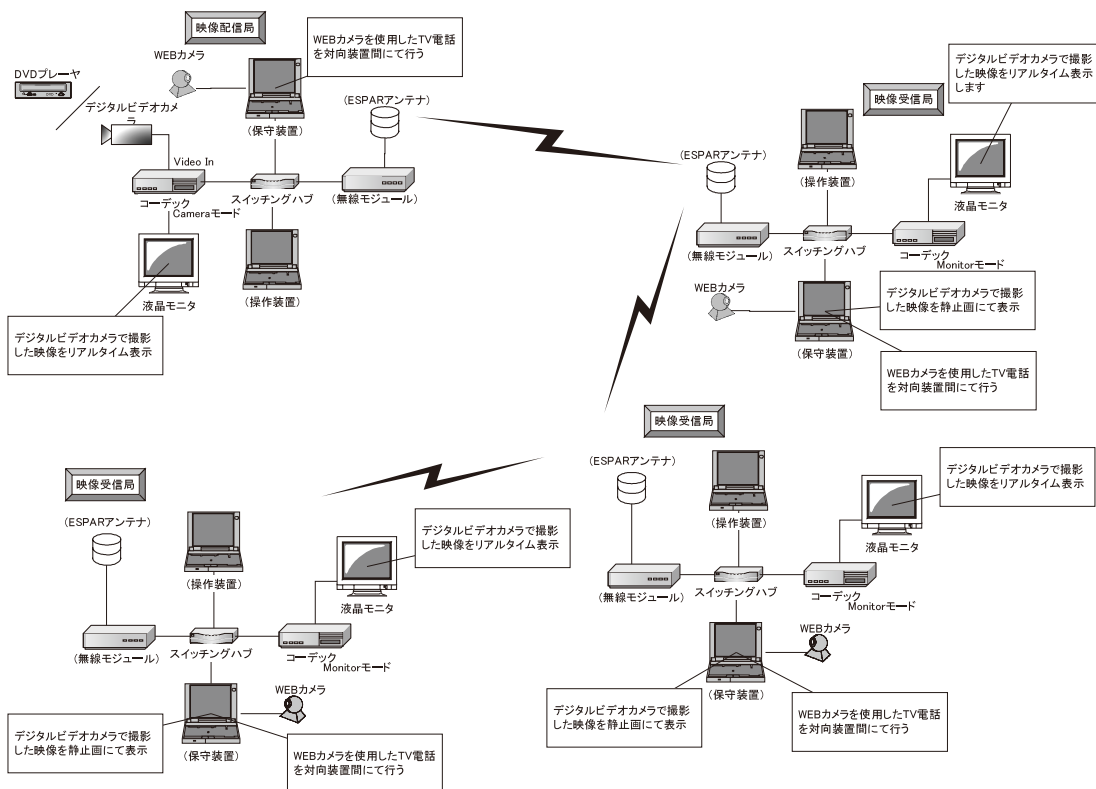 映像配信局
WEBカメラ
WEBカメラを使用したTV電話
を対向装置間にて行う
DVDプレーヤ
デジタルビデオカメ
ラ
(保守装置)
(ESPARアンテナ)
Video In
コーデック
Cameraモード
スイッチングハブ
(無線モジュール)
液晶モニタ
(操作装置)
デジタルビデオカメラで撮影
した映像をリアルタイム表示
映像受信局
デジタルビデオカメラで撮影
した映像をリアルタイム表示
します
(ESPARアンテナ)
(操作装置)
液晶モニタ
(無線モジュール)
スイッチングハブ
コーデック
Monitorモード
WEBカメラ
(保守装置)
デジタルビデオカメラで撮影
した映像を静止画にて表示
WEBカメラを使用したTV電話
を対向装置間にて行う
映像受信局
(ESPARアンテナ)
(操作装置)
デジタルビデオカメラで撮影
した映像をリアルタイム表示
液晶モニタ
(無線モジュール)
スイッチングハブ
コーデック
Monitorモード
WEBカメラ
(保守装置)
デジタルビデオカメラで撮影
した映像を静止画にて表示
WEBカメラを使用したTV電話
を対向装置間にて行う
映像受信局
(ESPARアンテナ)
(操作装置)
デジタルビデオカメラで撮影
した映像をリアルタイム表示
液晶モニタ
(無線モジュール)
スイッチングハブ
コーデック
Monitorモード
WEBカメラ
(保守装置)
デジタルビデオカメラで撮影
した映像を静止画にて表示
WEBカメラを使用したTV電話
を対向装置間にて行う